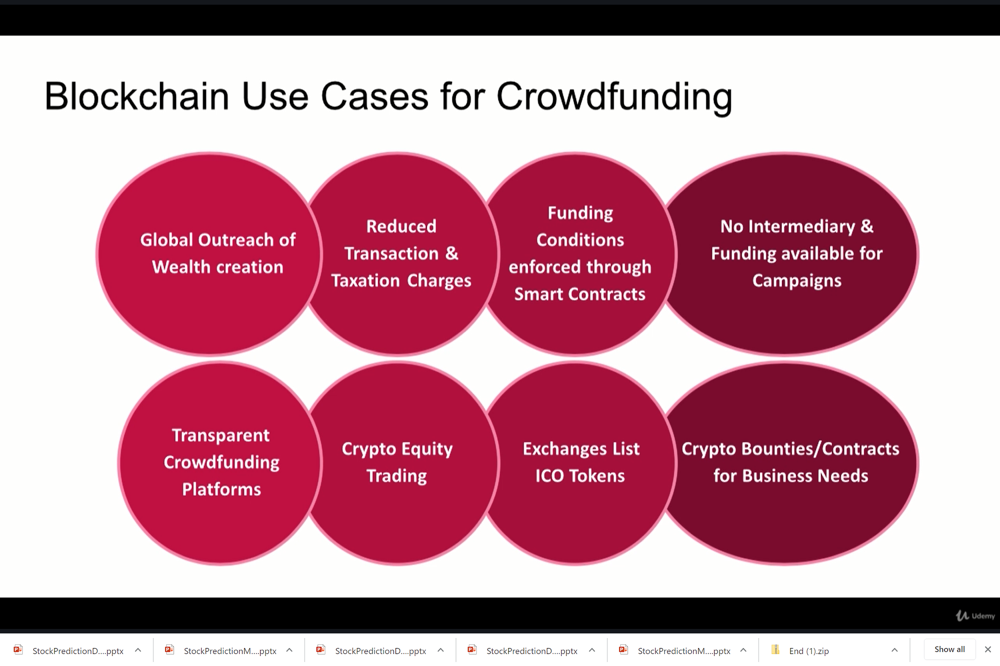 Blockchain Use Cases for Crowdfunding
Global Outreach of
Wealth creation
Reduced
Transaction &
Taxation Charges
Funding
Conditions
enforced through
Smart Contracts
No Intermediary &
Funding available for
Campaigns
Transparent
Crowdfunding
Platforms
Crypto Equity
Trading
Exchanges List
ICO Tokens
Crypto Bounties/Contracts
for Business Needs
Udemy
StockPredictionD....pptx
StockPredictionM....pptx
StockPredictionD....pptx
StockPredictionD....pptx
StockPredictionM....pptx
End (1).zip
Show all